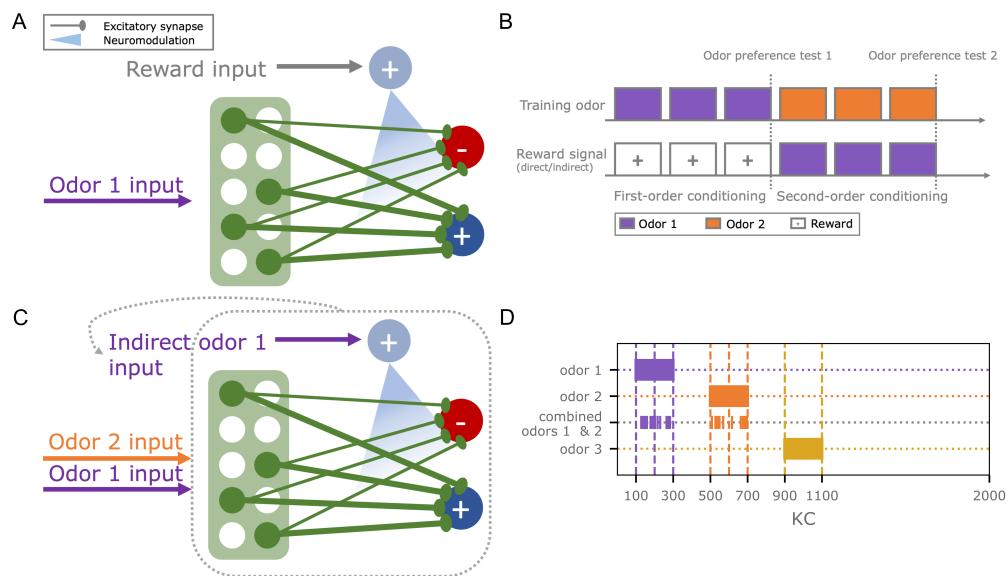 A
Excitatory synapse
Neuromodulation
Reward input
+
-
+
Odor 1 input
B
Odor preference test 1
Odor preference test 2
Training odor
Reward signal
(direct/indirect)
+ + +
First-order conditioning Second-order conditioning
Odor 1 Odor 2 + Reward
C
Indirect odor 1
input
+
-
+
Odor 2 input
Odor 1 input
D
odor 1
odor 2
combined
odors 1 & 2
odor 3
100 300 500 700 900 1100 2000
KC